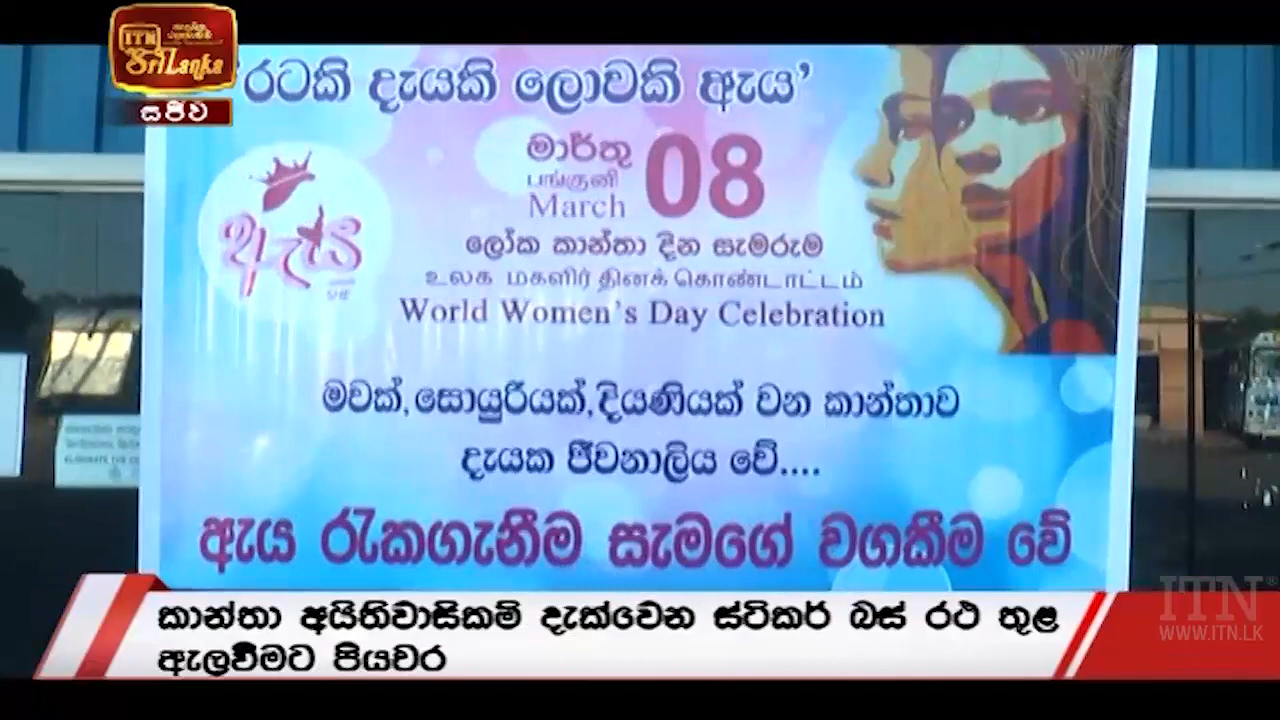 ITN
SriLanka
සජීව
'රටකි දැයකි ලොවකි ඇය'
මාර්තු
பங்குனி
March
08
ඇය
ලෝක කාන්තා දින සැමරුම
உலக மகளிர் தினக் கொண்டாட்டம்
World Women's Day Celebration
මවක්, සොයුරියක්, දියණියක් වන කාන්තාව
දැයක ජීවනාලිය වේ....
ඇය රැකගැනීම සැමගේ වගකීම වේ
කාන්තා අයිතිවාසිකම් දැක්වෙන ස්ටිකර් බස් රථ තුළ
ඇලවීමට පියවර
ITN
WWW.ITN.LK